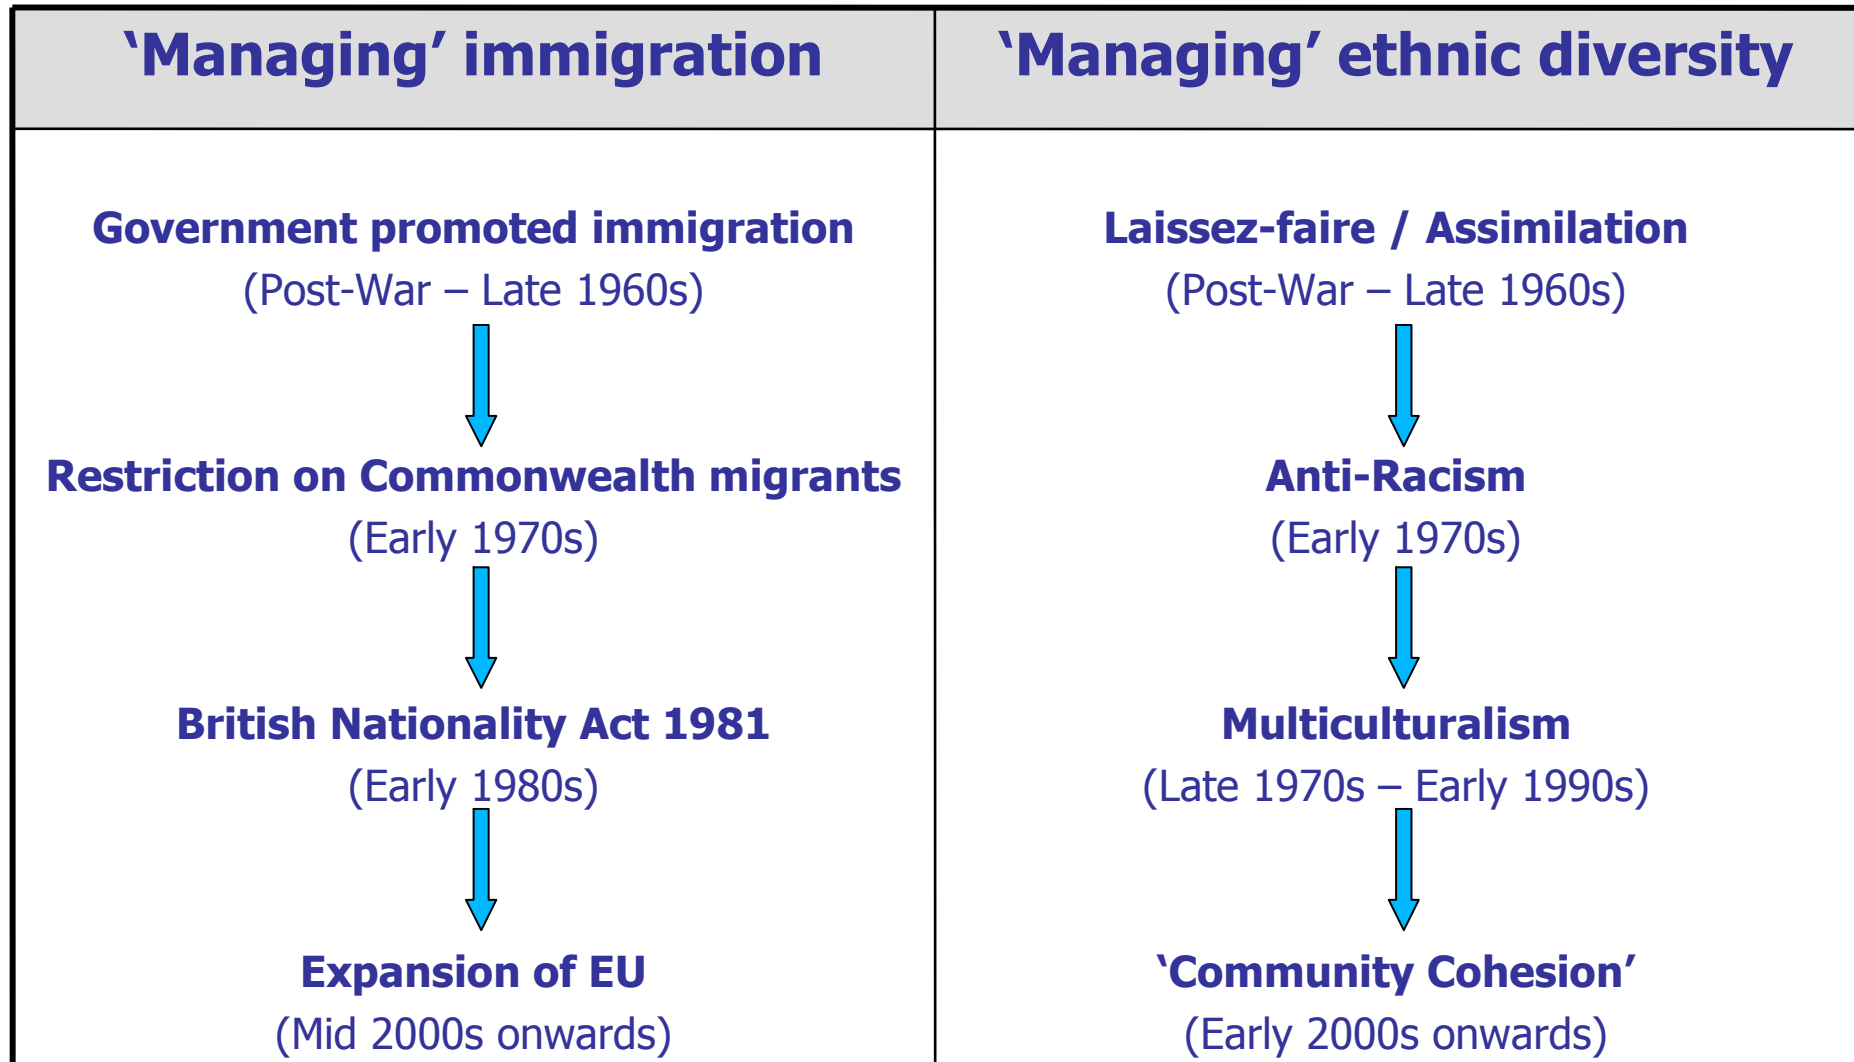 ‘Managing’ immigration
‘Managing’ ethnic diversity
Government promoted immigration
(Post-War – Late 1960s)
Restriction on Commonwealth migrants
(Early 1970s)
British Nationality Act 1981
(Early 1980s)
Expansion of EU
(Mid 2000s onwards)
Laissez-faire / Assimilation
(Post-War – Late 1960s)
Anti-Racism
(Early 1970s)
Multiculturalism
(Late 1970s – Early 1990s)
‘Community Cohesion’
(Early 2000s onwards)